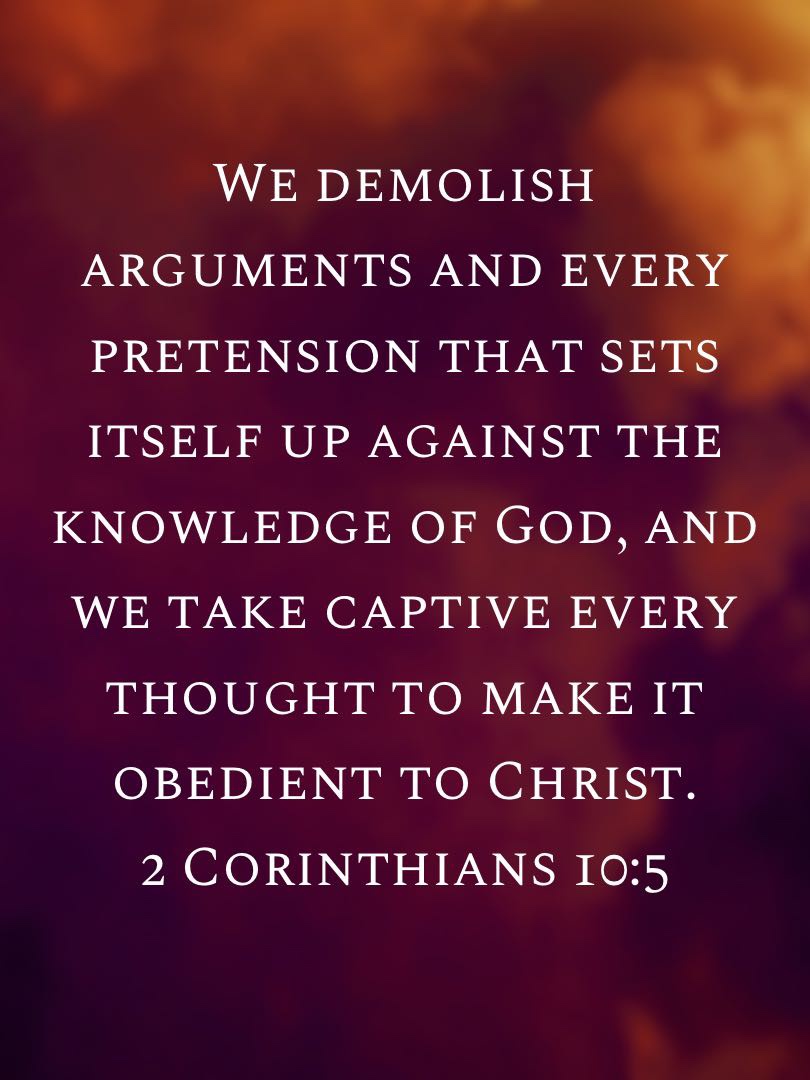 We demolish
arguments and every
pretension that sets
itself up against the
knowledge of God, and
we take captive every
thought to make it
obedient to Christ.
2 Corinthians 10:5